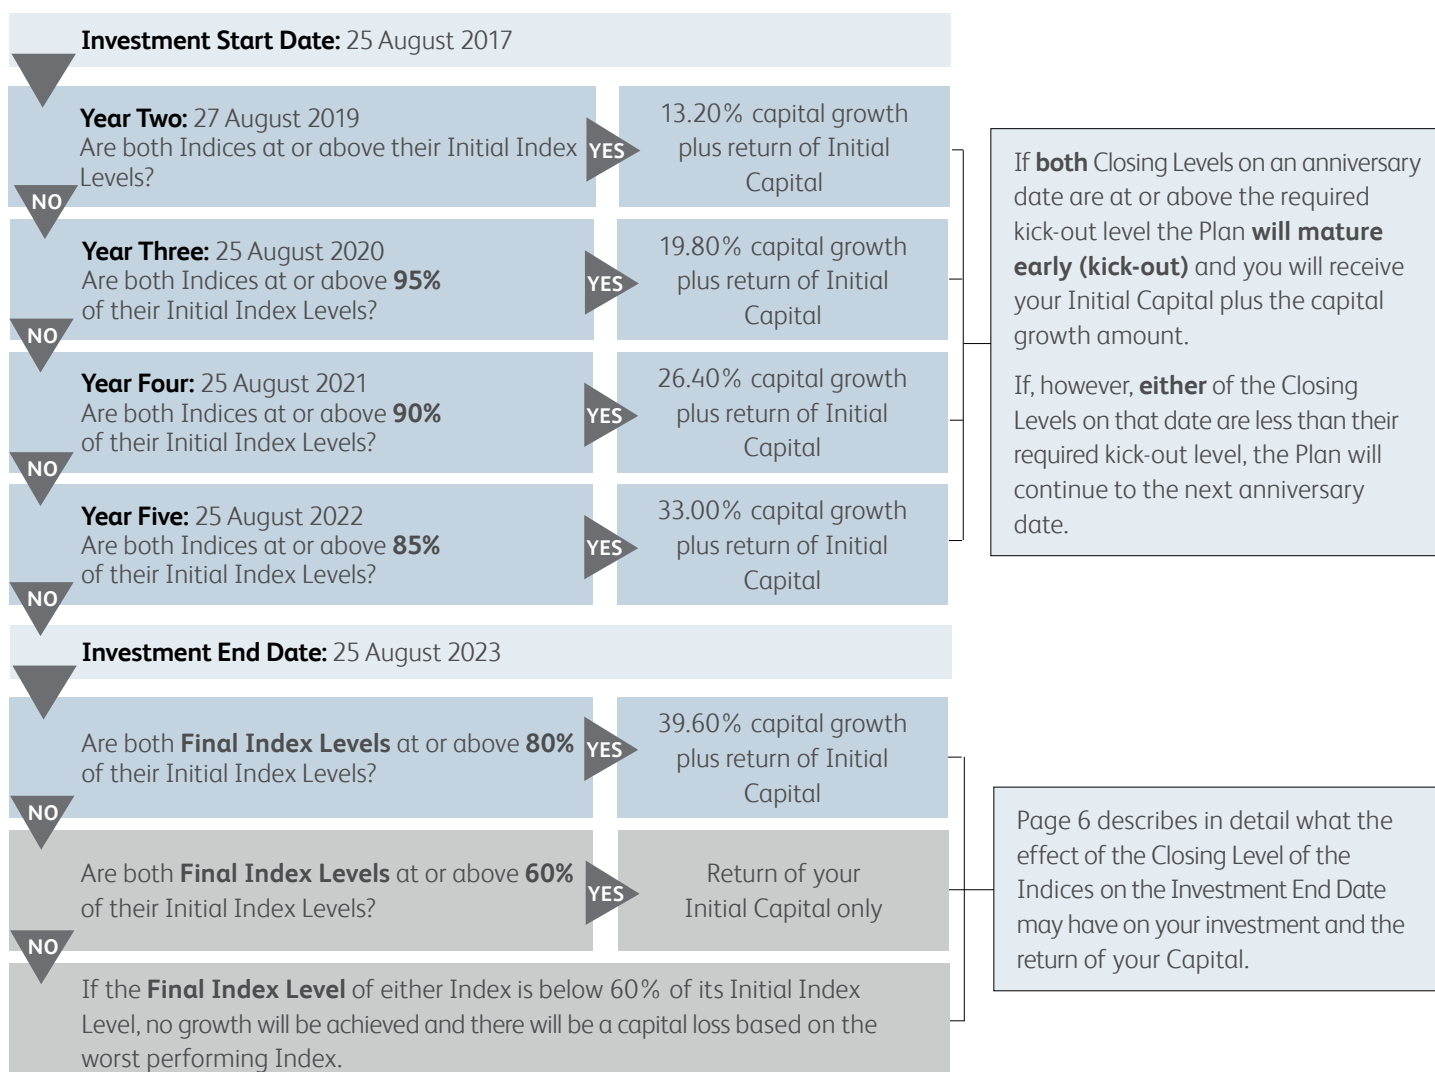 Investment Start Date: 25 August 2017
Year Two: 27 August 2019
Are both Indices at or above their Initial Index
Levels?
YES
13.20% capital growth
plus return of Initial
Capital
NO
Year Three: 25 August 2020
Are both Indices at or above 95%
of their Initial Index Levels?
YES
19.80% capital growth
plus return of Initial
Capital
NO
Year Four: 25 August 2021
Are both Indices at or above 90%
of their Initial Index Levels?
YES
26.40% capital growth
plus return of Initial
Capital
NO
Year Five: 25 August 2022
Are both Indices at or above 85%
of their Initial Index Levels?
YES
33.00% capital growth
plus return of Initial
Capital
NO
If both Closing Levels on an anniversary
date are at or above the required
kick-out level the Plan will mature
early (kick-out) and you will receive
your Initial Capital plus the capital
growth amount.
If, however, either of the Closing
Levels on that date are less than their
required kick-out level, the Plan will
continue to the next anniversary
date.
Investment End Date: 25 August 2023
Are both Final Index Levels at or above 80%
of their Initial Index Levels?
YES
39.60% capital growth
plus return of Initial
Capital
NO
Are both Final Index Levels at or above 60%
of their Initial Index Levels?
YES
Return of your
Initial Capital only
NO
If the Final Index Level of either Index is below 60% of its Initial Index
Level, no growth will be achieved and there will be a capital loss based on the
worst performing Index.
Page 6 describes in detail what the
effect of the Closing Level of the
Indices on the Investment End Date
may have on your investment and the
return of your Capital.